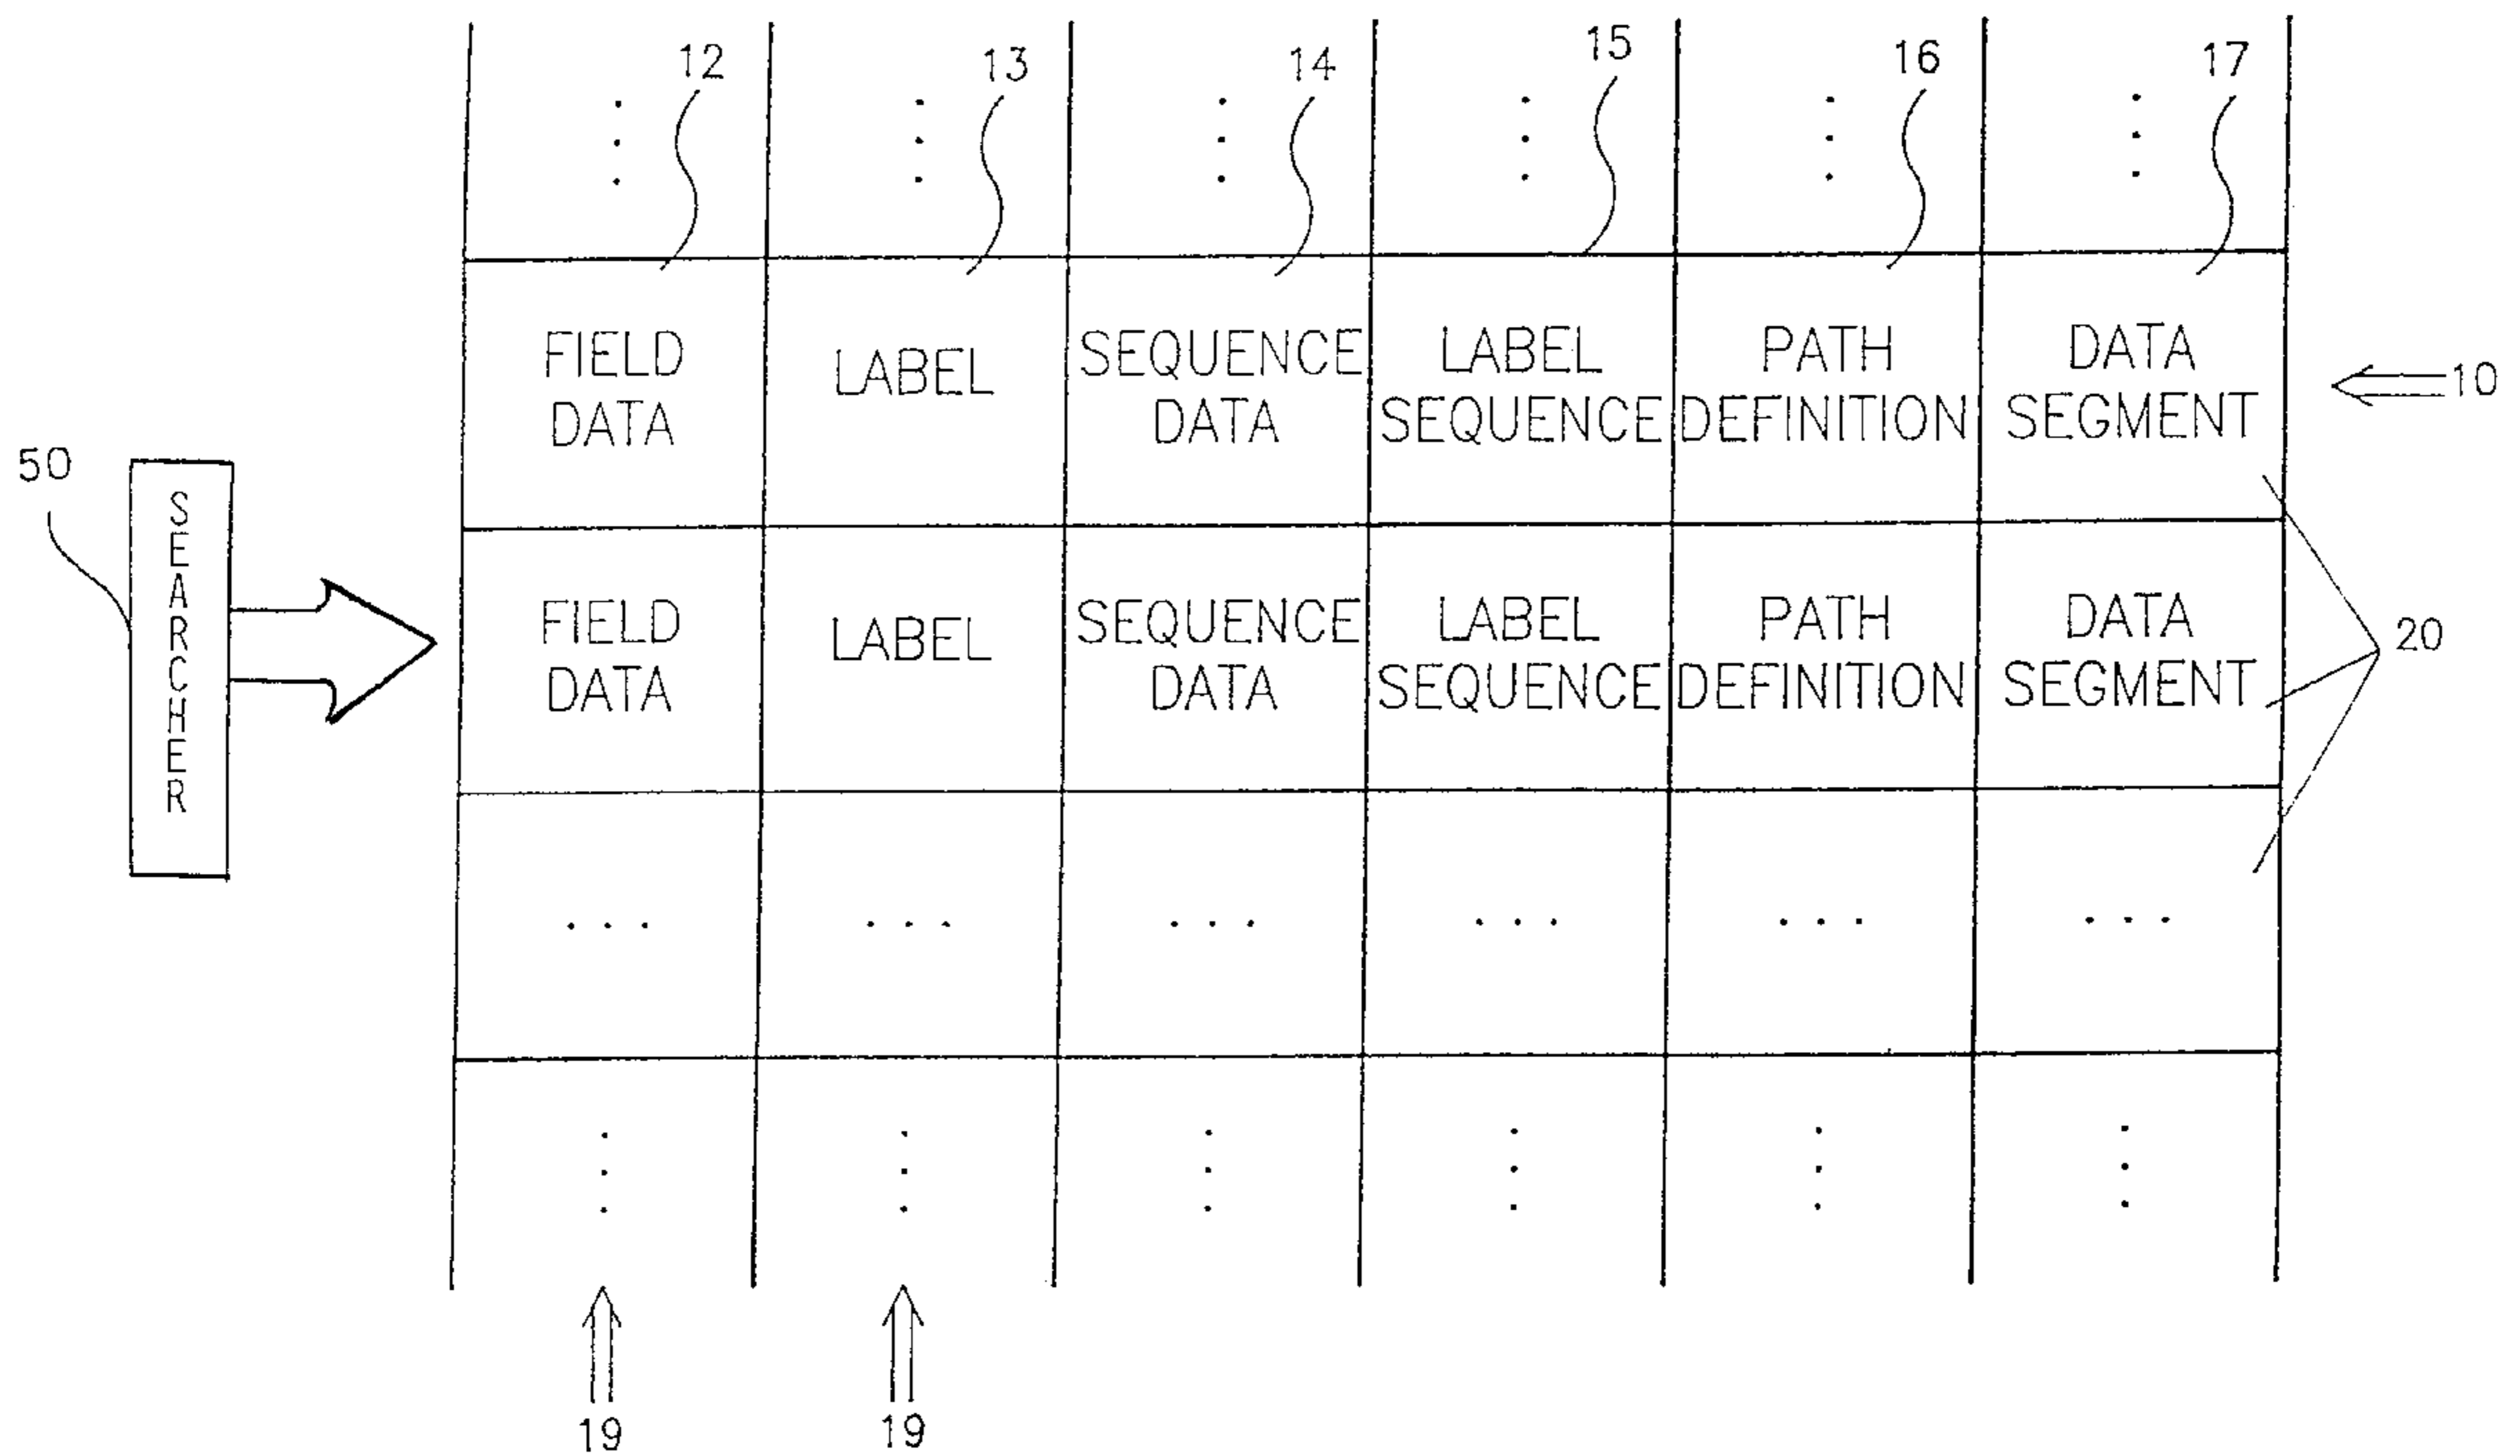 12 13 14 15 16 17
FIELD DATA
LABEL
SEQUENCE DATA
LABEL SEQUENCE
PATH DEFINITION
DATA SEGMENT
10
50
SEARCHER
FIELD DATA
LABEL
SEQUENCE DATA
LABEL SEQUENCE
PATH DEFINITION
DATA SEGMENT
20
... ... ... ... ... ...
19 19